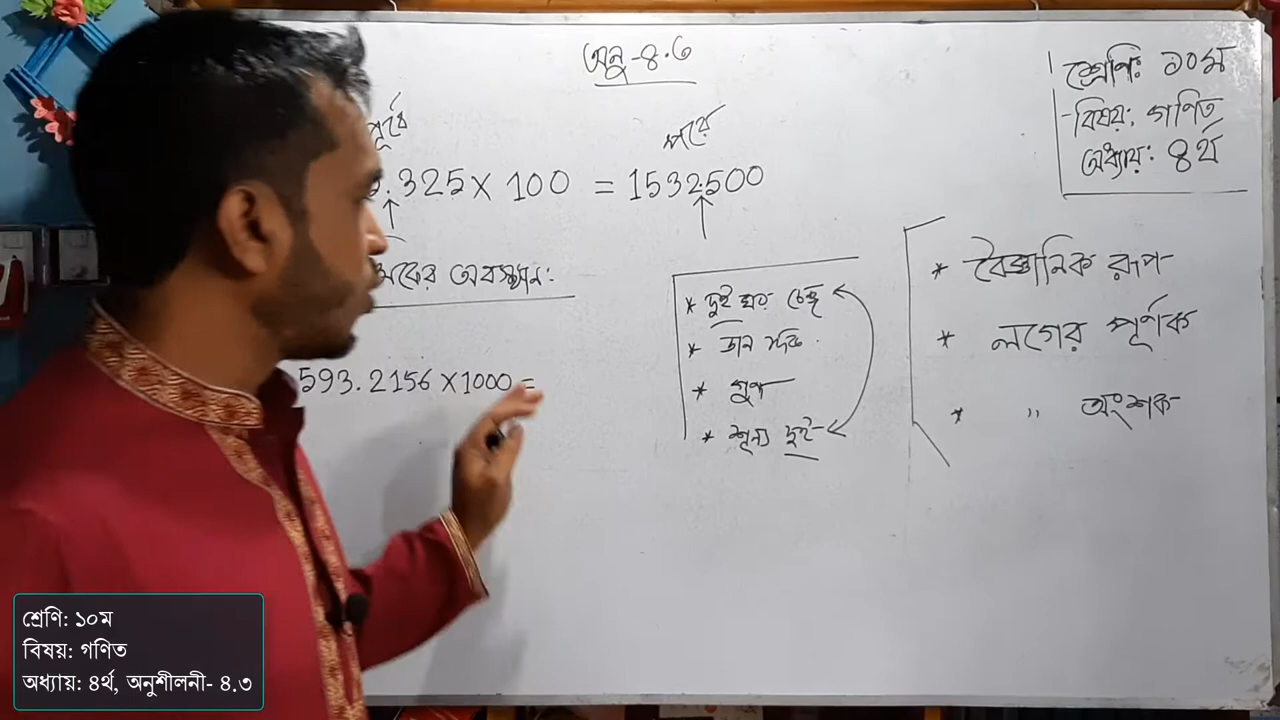 অনু-৪.৩
শ্রেণি: ১০ম
বিষয়: গণিত
অধ্যায়: ৪র্থ
পূর্বে
পরে
.325 X 100 = 1532500
অবস্থান:
593.2156 X 1000 =
* দুই ঘর চেঞ্জ
* ডান দিকে
* গুণ
* শূন্য দুই
* বৈজ্ঞানিক রূপ
* লগের পূর্ণক
* " অংশক
শ্রেণি: ১০ম
বিষয়: গণিত
অধ্যায়: ৪র্থ, অনুশীলনী- ৪.৩